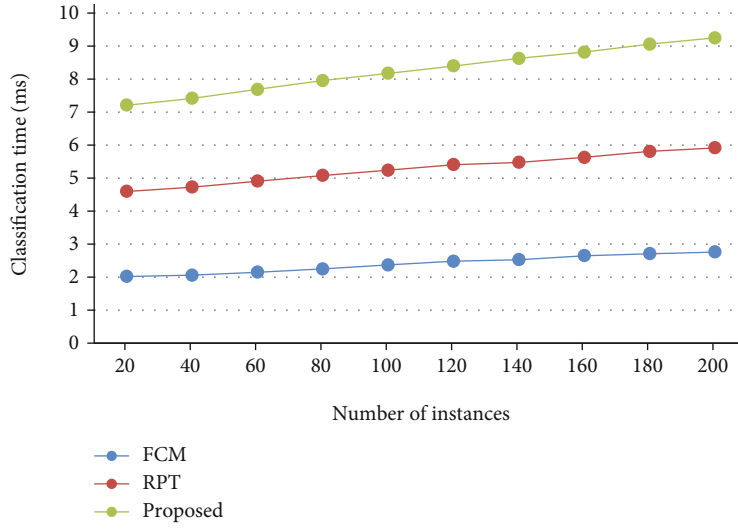 10
9
8
7
6
5
4
3
2
1
0
Classification time (ms)
20 40 60 80 100 120 140 160 180 200
Number of instances
FCM
RPT
Proposed